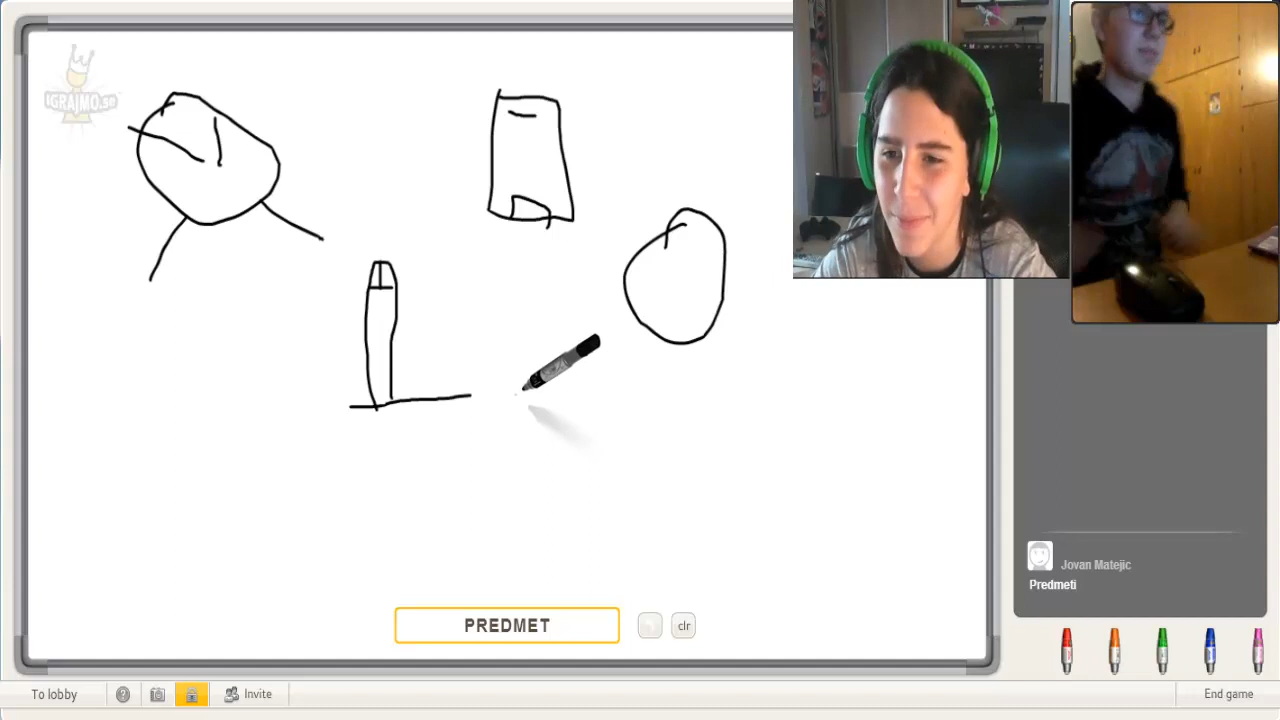 IGRAJMO.se
Jovan Matejic
Predmeti
PREDMET
clr
To lobby
?
Invite
End game